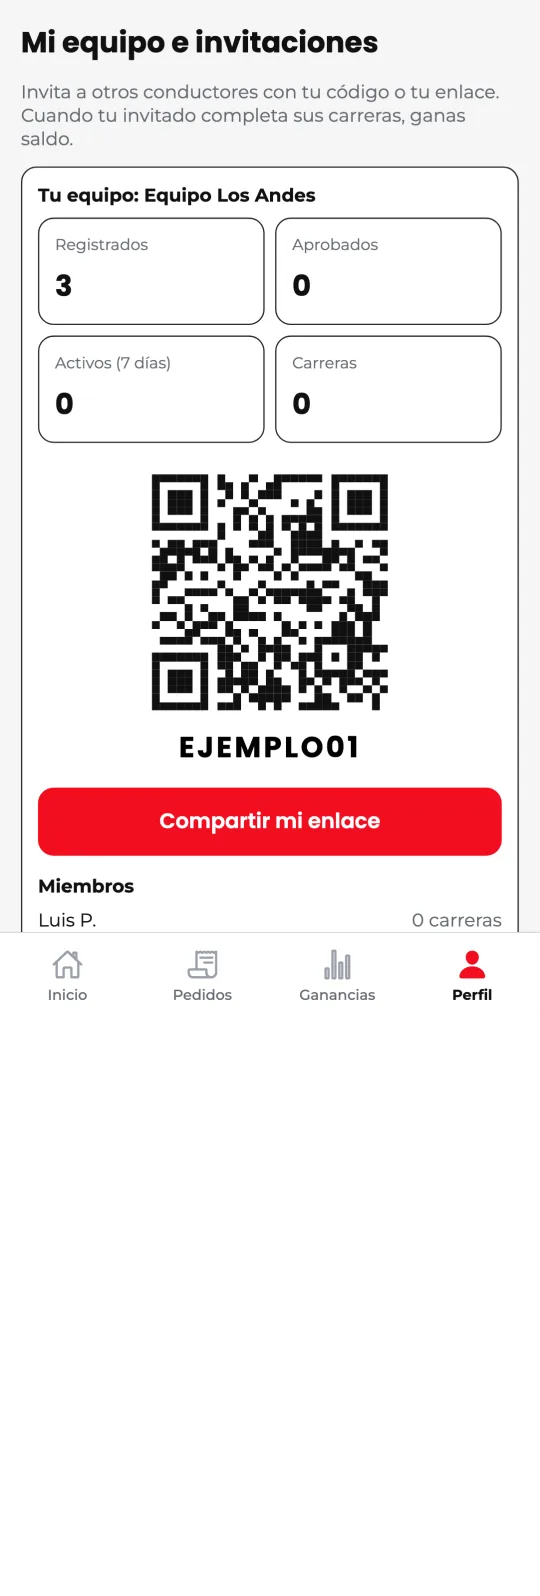 Mi equipo e invitaciones
Invita a otros conductores con tu código o tu enlace.
Cuando tu invitado completa sus carreras, ganas
saldo.
Tu equipo: Equipo Los Andes
Registrados
3
Aprobados
0
Activos (7 días)
0
Carreras
0
EJEMPLO01
Compartir mi enlace
Miembros
Luis P.
0 carreras
Inicio
Pedidos
Ganancias
Perfil